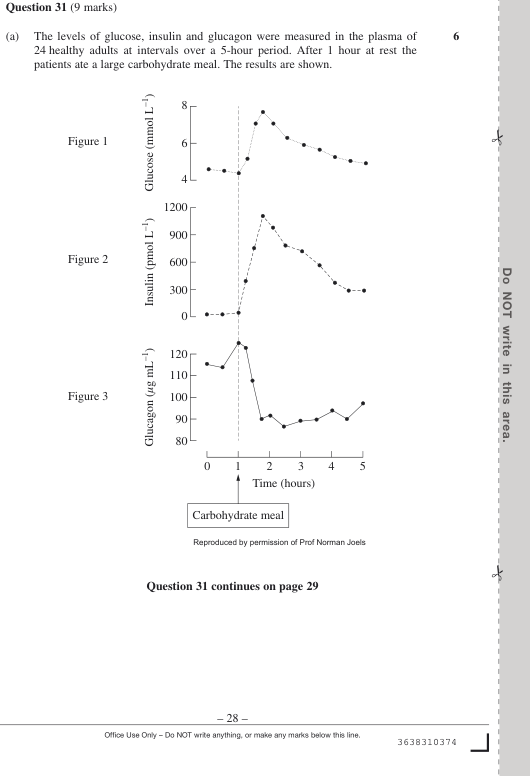 Question 31 (9 marks)
(a) The levels of glucose, insulin and glucagon were measured in the plasma of 6
24 healthy adults at intervals over a 5-hour period. After 1 hour at rest the
patients ate a large carbohydrate meal. The results are shown.
Figure 1
Glucose (mmol L⁻¹)
8
6
4
Figure 2
Insulin (pmol L⁻¹)
1200
900
600
300
0
Figure 3
Glucagon (µg mL⁻¹)
120
110
100
90
80
0 1 2 3 4 5
Time (hours)
Carbohydrate meal
Reproduced by permission of Prof Norman Joels
Question 31 continues on page 29
– 28 –
Office Use Only – Do NOT write anything, or make any marks below this line.
3638310374
Do NOT write in this area.